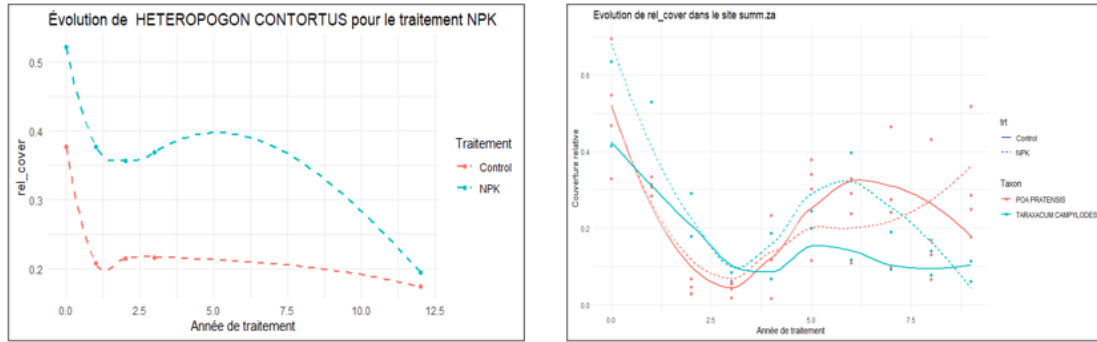 Évolution de HETEROPOGON CONTORTUS pour le traitement NPK
0.5
0.4
0.3
0.2
rel_cover
0.0
2.5
5.0
7.5
10.0
12.5
Année de traitement
Traitement
Control
NPK
Evolution de rel_cover dans le site summ.za
0.6
0.4
0.2
0.0
Couverture relative
0.0
2.5
5.0
7.5
Année de traitement
trt
Control
NPK
Taxon
POA PRATENSIS
TARAXACUM CAMPYLODES